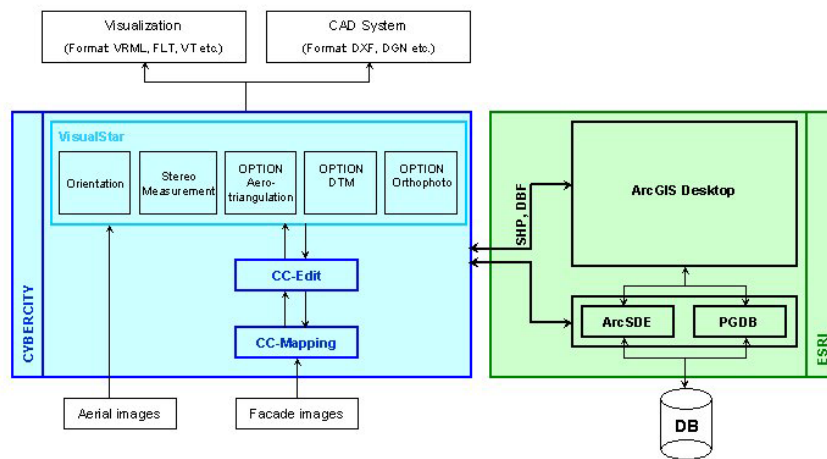 Visualization
(Format: VRML, FLT, VT etc.)
CAD System
(Format: DXF, DGN etc.)
CYBERCITY
VisualStar
Orientation
Stereo
Measurement
OPTION
Aero-
triangulation
OPTION
DTM
OPTION
Orthophoto
CC-Edit
CC-Mapping
Aerial images
Facade images
SHP, DBF
ArcGIS Desktop
ArcSDE
PGDB
ESRI
DB